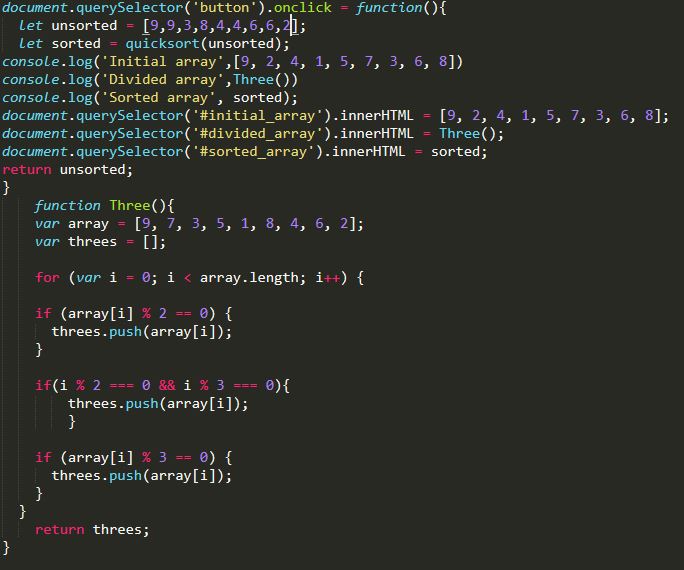 document.querySelector('button').onclick = function(){
let unsorted = [9,9,3,8,4,4,6,6,2];
let sorted = quicksort(unsorted);
console.log('Initial array',[9, 2, 4, 1, 5, 7, 3, 6, 8])
console.log('Divided array',Three())
console.log('Sorted array', sorted);
document.querySelector('#initial_array').innerHTML = [9, 2, 4, 1, 5, 7, 3, 6, 8];
document.querySelector('#divided_array').innerHTML = Three();
document.querySelector('#sorted_array').innerHTML = sorted;
return unsorted;
}
function Three(){
var array = [9, 7, 3, 5, 1, 8, 4, 6, 2];
var threes = [];
for (var i = 0; i < array.length; i++) {
if (array[i] % 2 == 0) {
threes.push(array[i]);
}
if(i % 2 === 0 && i % 3 === 0){
threes.push(array[i]);
}
if (array[i] % 3 == 0) {
threes.push(array[i]);
}
}
return threes;
}